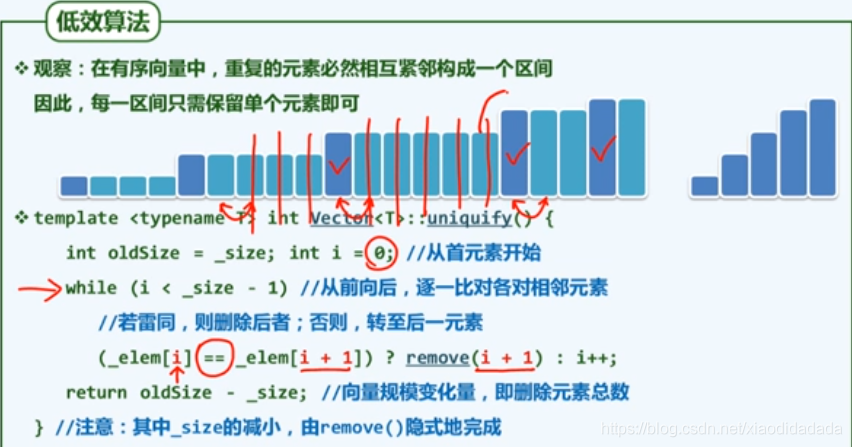 低效算法
❖ 观察：在有序向量中，重复的元素必然相互紧邻构成一个区间
因此，每一区间只需保留单个元素即可
❖ template <typename T> int Vector<T>::uniquify() {
int oldSize = _size; int i = 0; //从首元素开始
while (i < _size - 1) //从前向后，逐一比对各对相邻元素
//若雷同，则删除后者；否则，转至后一元素
(_elem[i] == _elem[i + 1]) ? remove(i + 1) : i++;
return oldSize - _size; //向量规模变化量，即删除元素总数
} //注意：其中_size的减小，由remove()隐式地完成
https://blog.csdn.net/xiaodidadada